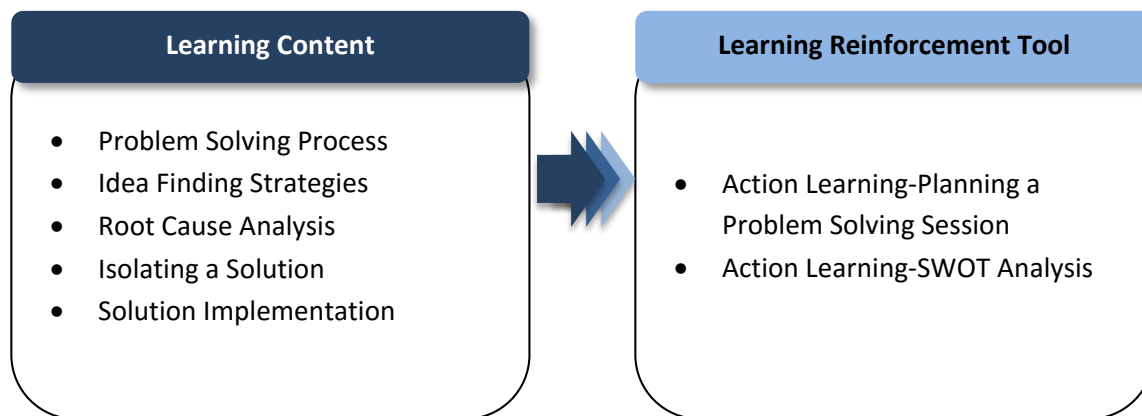 Learning Content
• Problem Solving Process
• Idea Finding Strategies
• Root Cause Analysis
• Isolating a Solution
• Solution Implementation
Learning Reinforcement Tool
• Action Learning-Planning a
Problem Solving Session
• Action Learning-SWOT Analysis